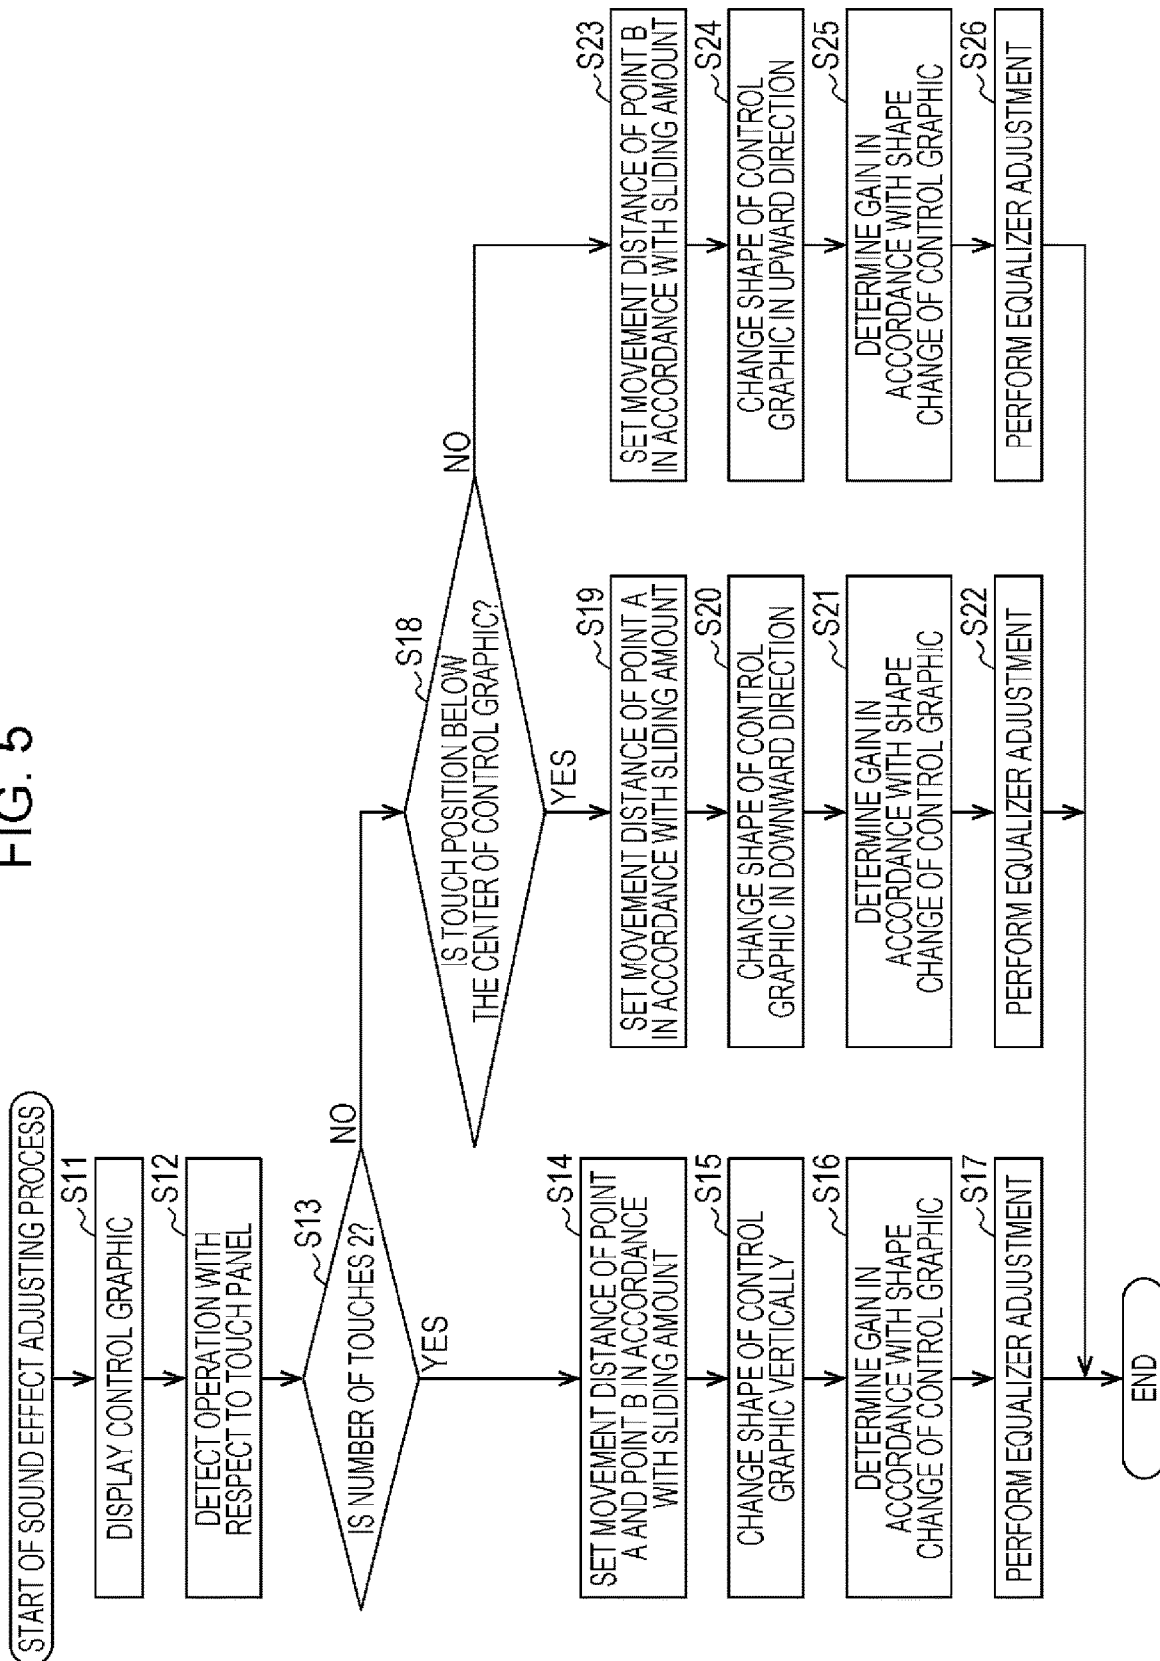 FIG. 5
START OF SOUND EFFECT ADJUSTING PROCESS
S11
DISPLAY CONTROL GRAPHIC
S12
DETECT OPERATION WITH
RESPECT TO TOUCH PANEL
S13
IS NUMBER OF TOUCHES 2?
NO
YES
S14
SET MOVEMENT DISTANCE OF POINT
A AND POINT B IN ACCORDANCE
WITH SLIDING AMOUNT
S15
CHANGE SHAPE OF CONTROL
GRAPHIC VERTICALLY
S16
DETERMINE GAIN IN
ACCORDANCE WITH SHAPE
CHANGE OF CONTROL GRAPHIC
S17
PERFORM EQUALIZER ADJUSTMENT
S18
IS TOUCH POSITION BELOW
THE CENTER OF CONTROL GRAPHIC?
NO
YES
S19
SET MOVEMENT DISTANCE OF POINT A
IN ACCORDANCE WITH SLIDING AMOUNT
S20
CHANGE SHAPE OF CONTROL
GRAPHIC IN DOWNWARD DIRECTION
S21
DETERMINE GAIN IN
ACCORDANCE WITH SHAPE
CHANGE OF CONTROL GRAPHIC
S22
PERFORM EQUALIZER ADJUSTMENT
S23
SET MOVEMENT DISTANCE OF POINT B
IN ACCORDANCE WITH SLIDING AMOUNT
S24
CHANGE SHAPE OF CONTROL
GRAPHIC IN UPWARD DIRECTION
S25
DETERMINE GAIN IN
ACCORDANCE WITH SHAPE
CHANGE OF CONTROL GRAPHIC
S26
PERFORM EQUALIZER ADJUSTMENT
END